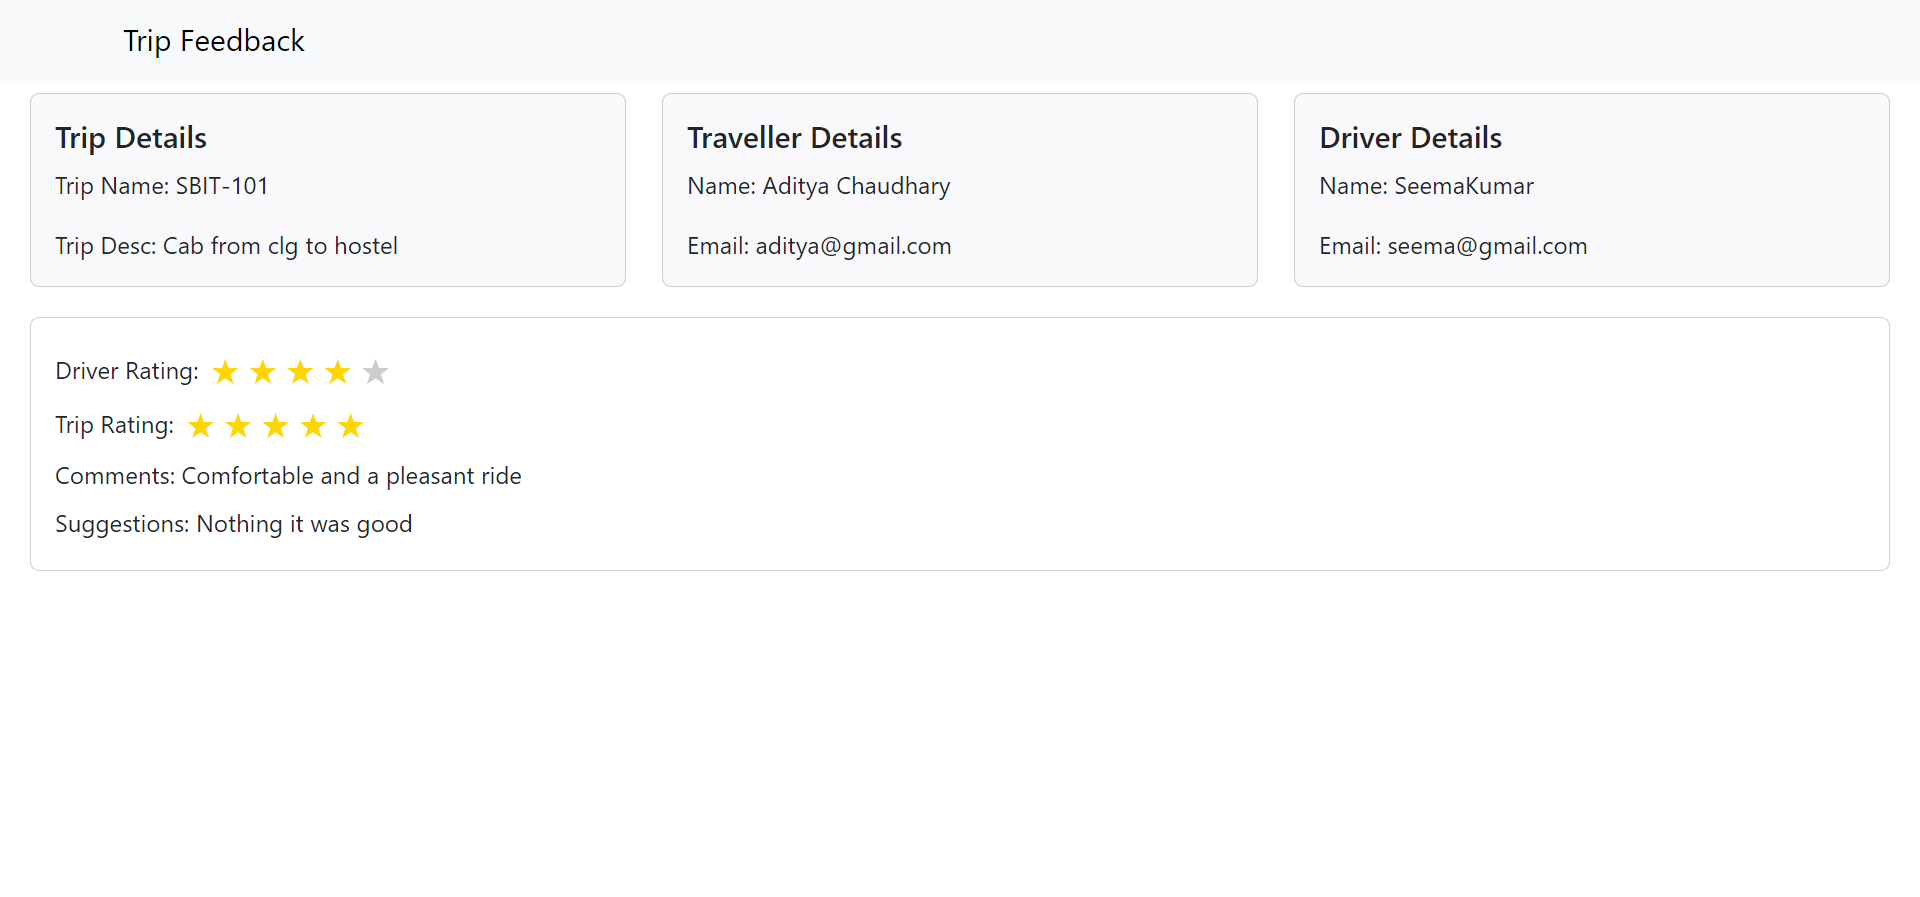 Trip Feedback
Trip Details
Trip Name: SBIT-101
Trip Desc: Cab from clg to hostel
Traveller Details
Name: Aditya Chaudhary
Email: aditya@gmail.com
Driver Details
Name: SeemaKumar
Email: seema@gmail.com
Driver Rating: ★ ★ ★ ★ ★
Trip Rating: ★ ★ ★ ★ ★
Comments: Comfortable and a pleasant ride
Suggestions: Nothing it was good